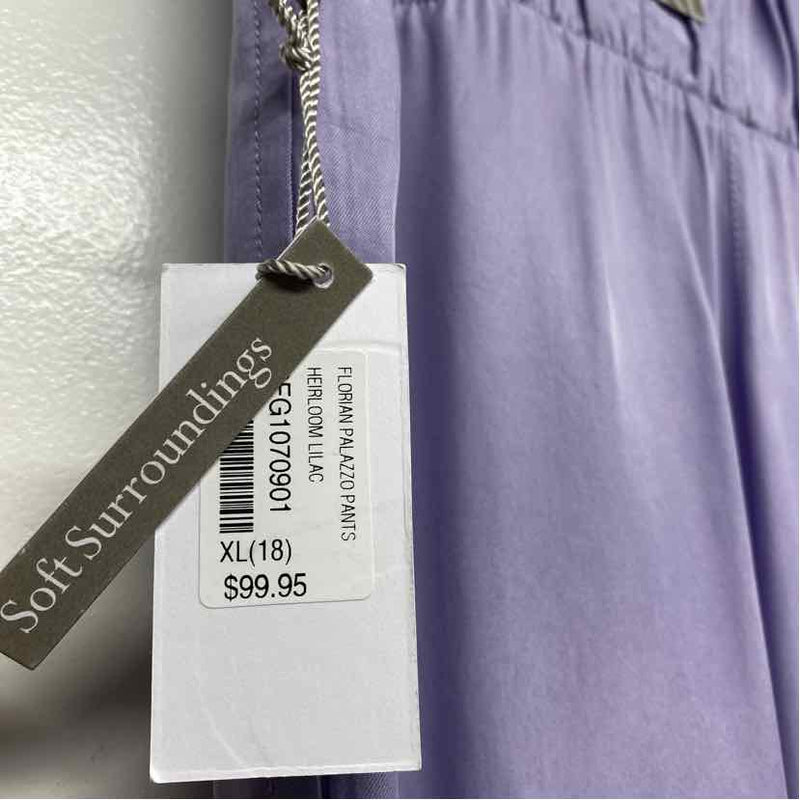 Soft Surroundings
FLORIAN PALAZZO PANTS
HEIRLOOM LILAC
EG1070901
XL(18)
$99.95